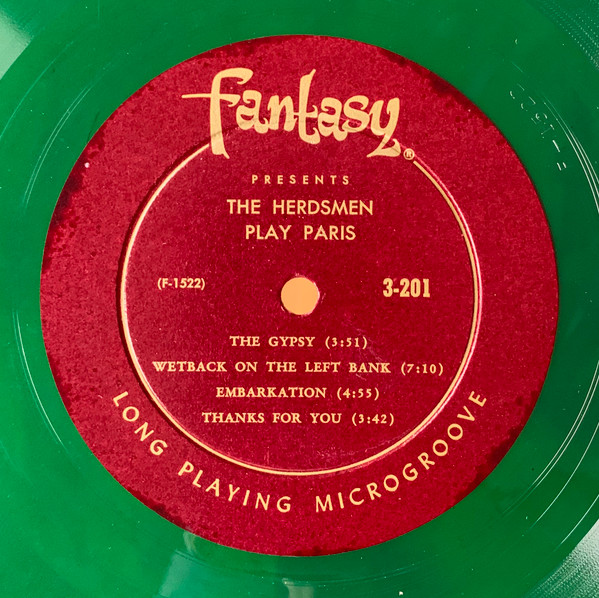 fantasy®
PRESENTS
THE HERDSMEN
PLAY PARIS
(F-1522) 3-201
THE GYPSY (3:51)
WETBACK ON THE LEFT BANK (7:10)
EMBARKATION (4:55)
THANKS FOR YOU (3:42)
LONG PLAYING MICROGROOVE